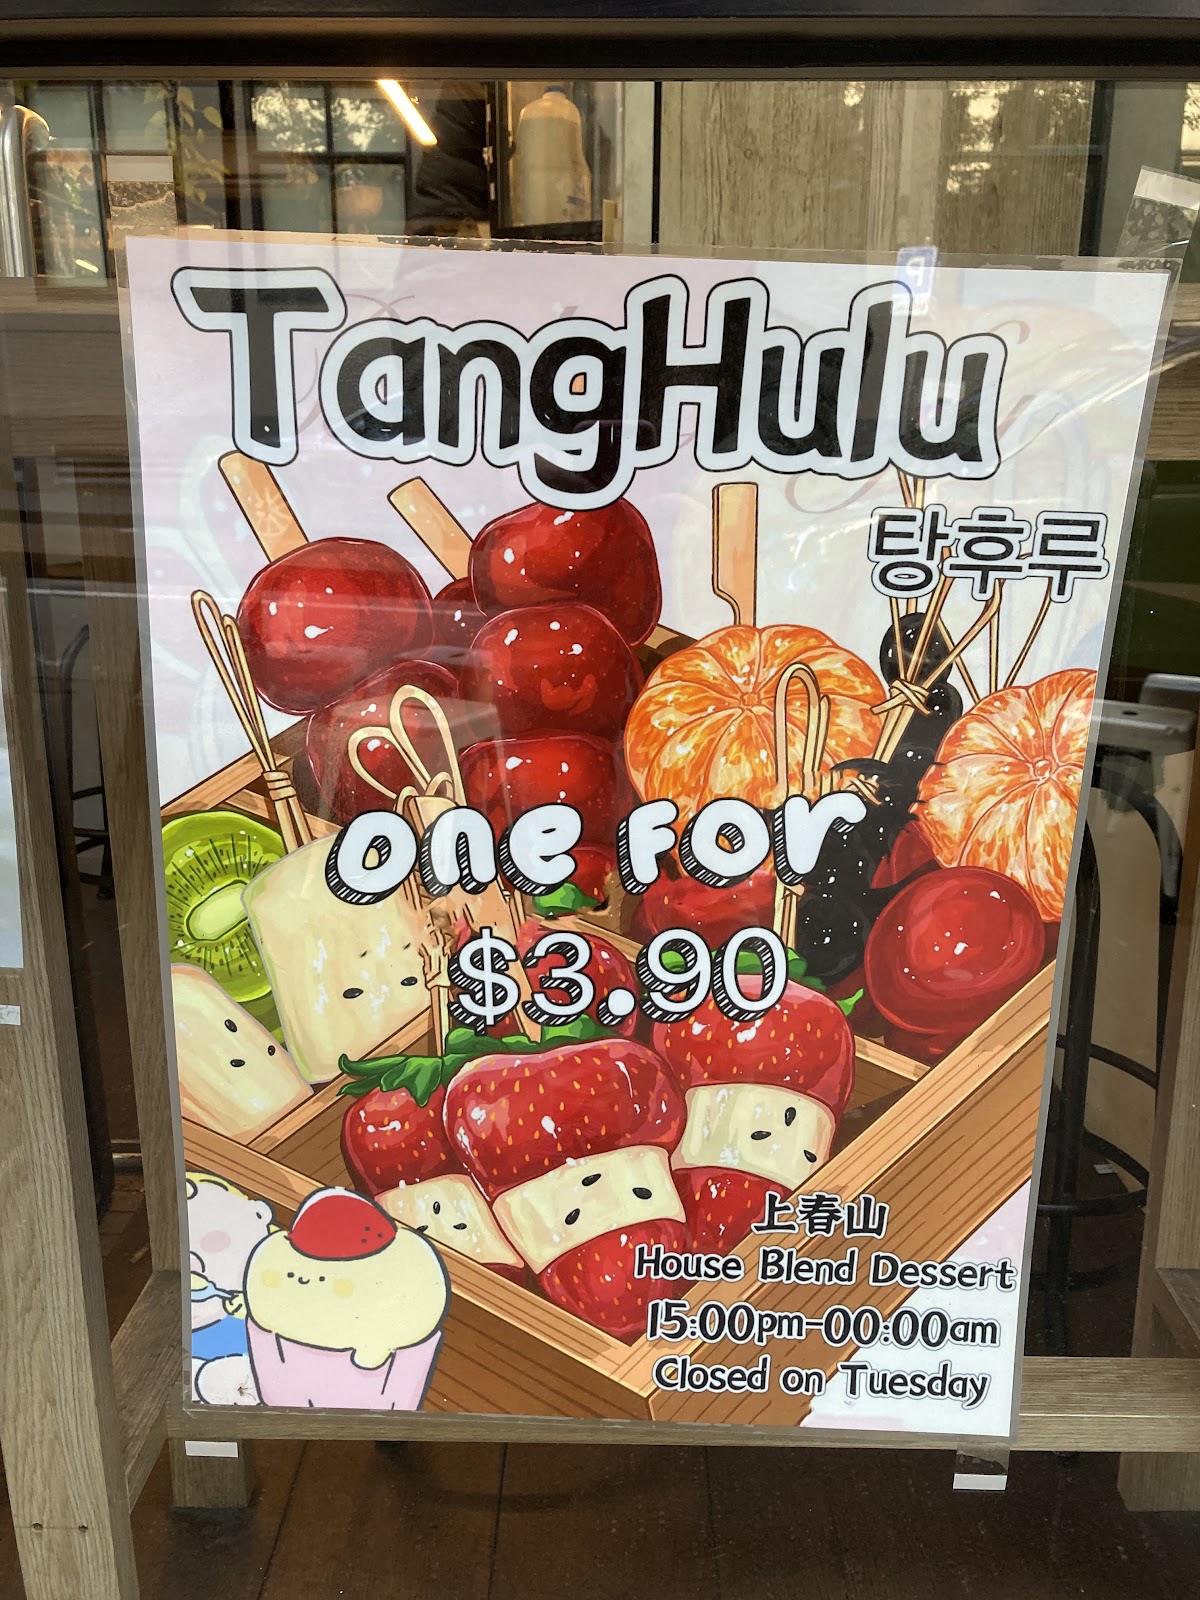 TangHulu
탕후루
one for
$3.90
上春山
House Blend Dessert
15:00pm-00:00am
Closed on Tuesday